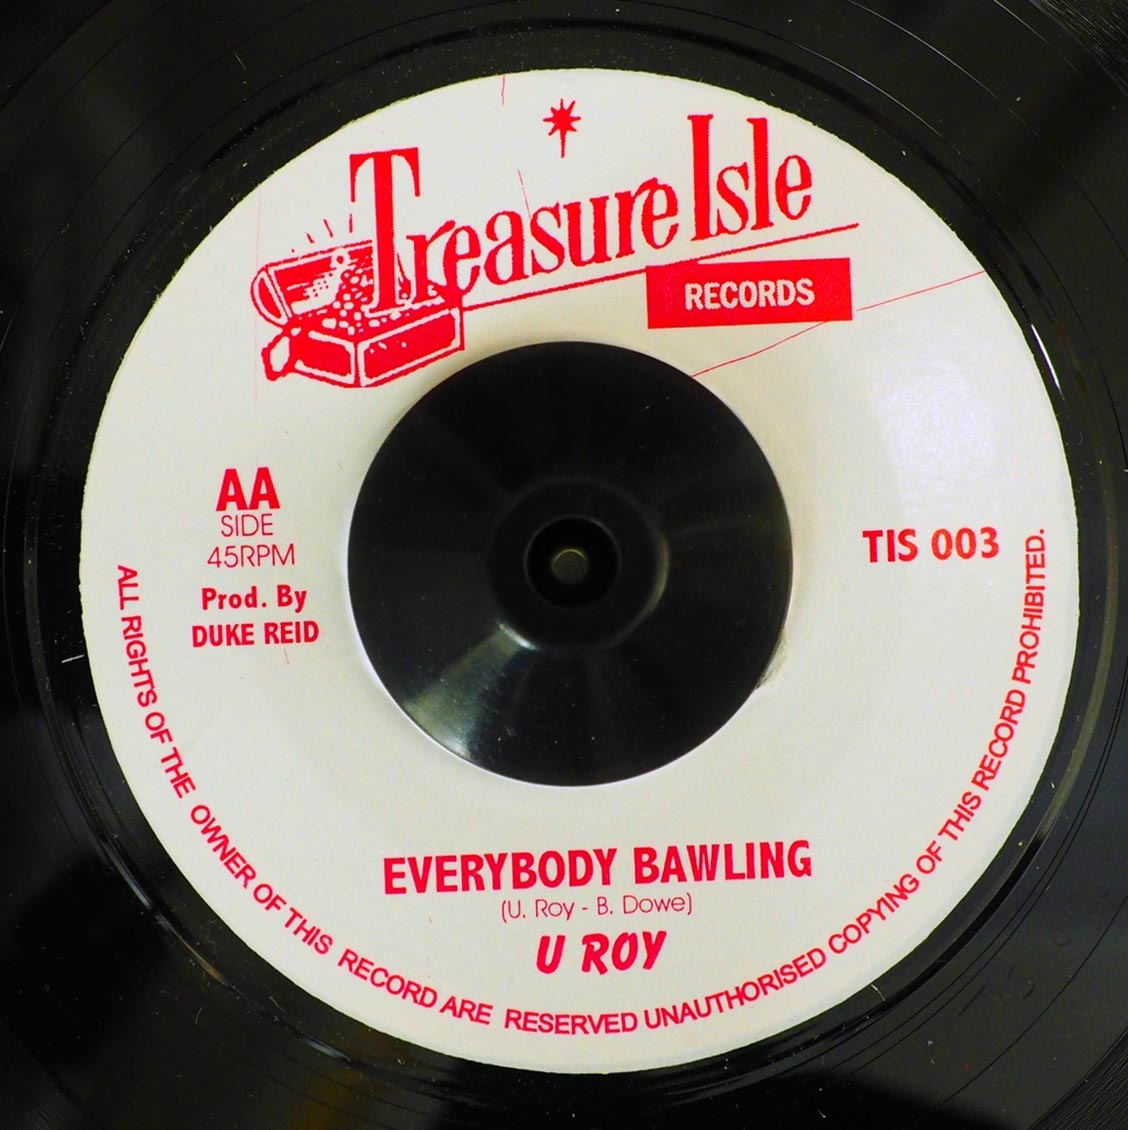 Treasure Isle
RECORDS
AA
SIDE
45RPM
Prod. By
DUKE REID
TIS 003
EVERYBODY BAWLING
(U. Roy - B. Dowe)
U ROY
ALL RIGHTS OF THE OWNER OF THIS RECORD ARE RESERVED UNAUTHORISED COPYING OF THIS RECORD PROHIBITED.